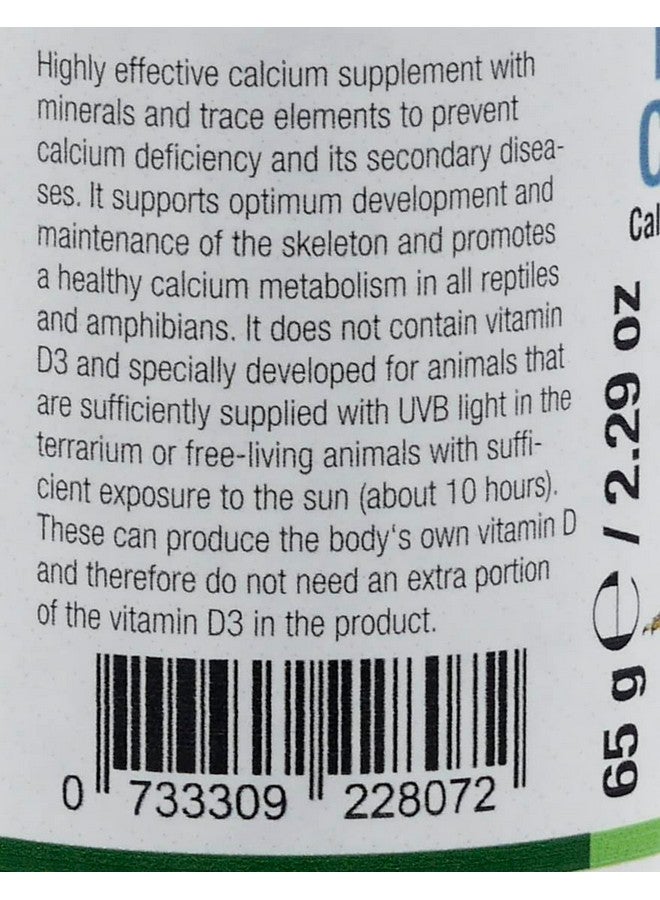 Highly effective calcium supplement with
minerals and trace elements to prevent
calcium deficiency and its secondary disea-
ses. It supports optimum development and
maintenance of the skeleton and promotes
a healthy calcium metabolism in all reptiles
and amphibians. It does not contain vitamin
D3 and specially developed for animals that
are sufficiently supplied with UVB light in the
terrarium or free-living animals with suffi-
cient exposure to the sun (about 10 hours).
These can produce the body's own vitamin D
and therefore do not need an extra portion
of the vitamin D3 in the product.
0 733309 228072
65 g e / 2.29 oz